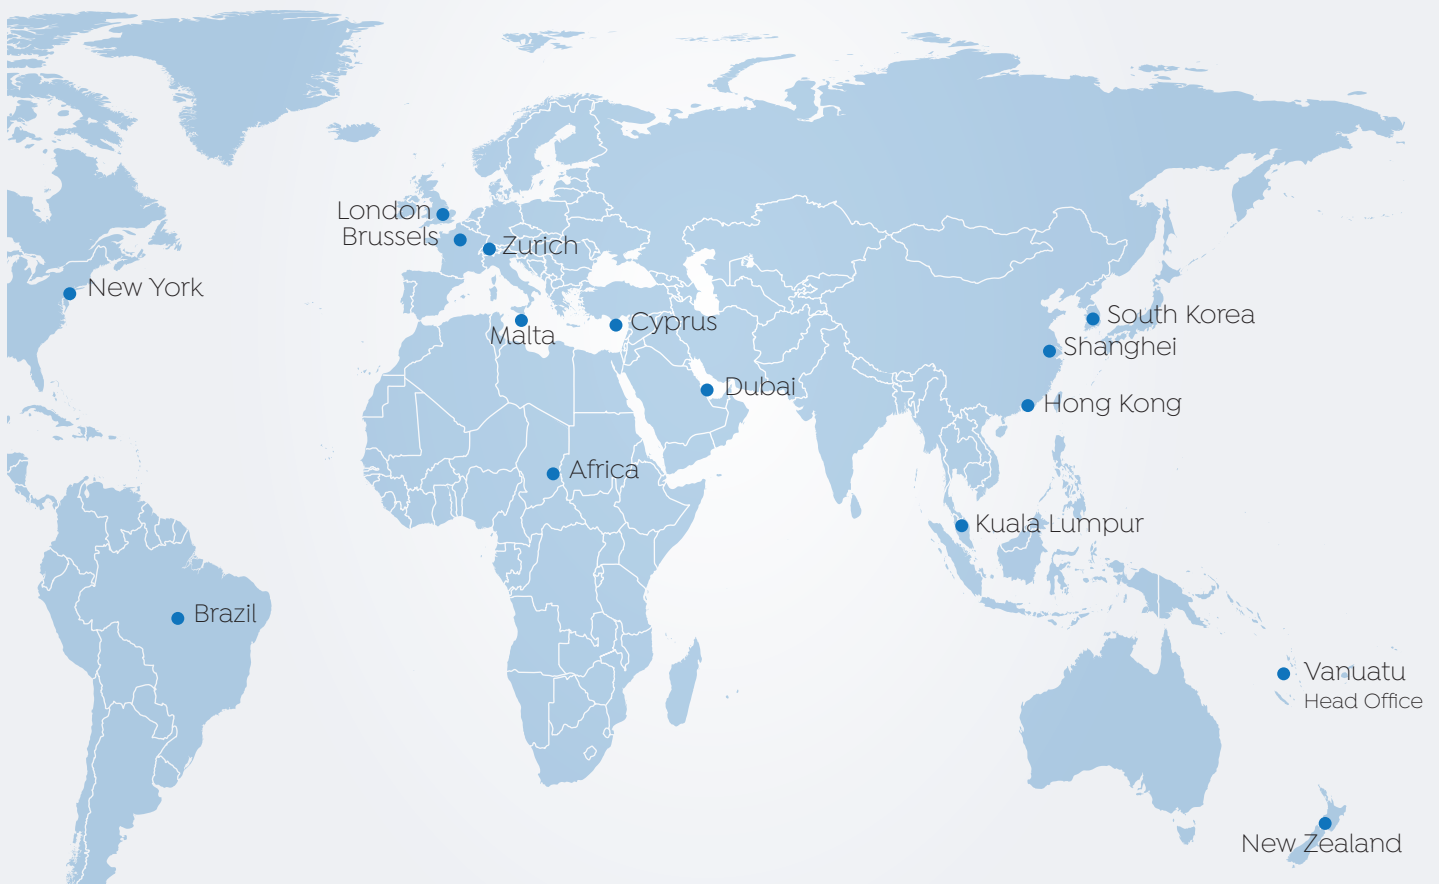 London
Brussels
Zurich
New York
Malta
Cyprus
South Korea
Shanghei
Dubai
Hong Kong
Africa
Kuala Lumpur
Brazil
Vanuatu
Head Office
New Zealand